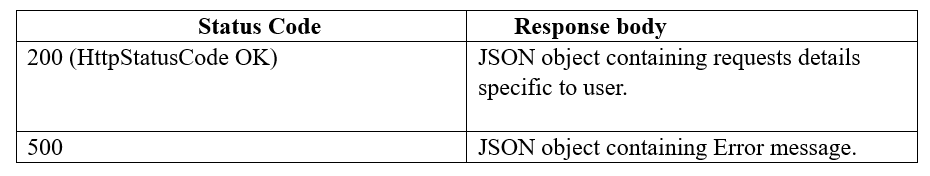 Status Code
Response body
200 (HttpStatusCode OK)
JSON object containing requests details
specific to user.
500
JSON object containing Error message.